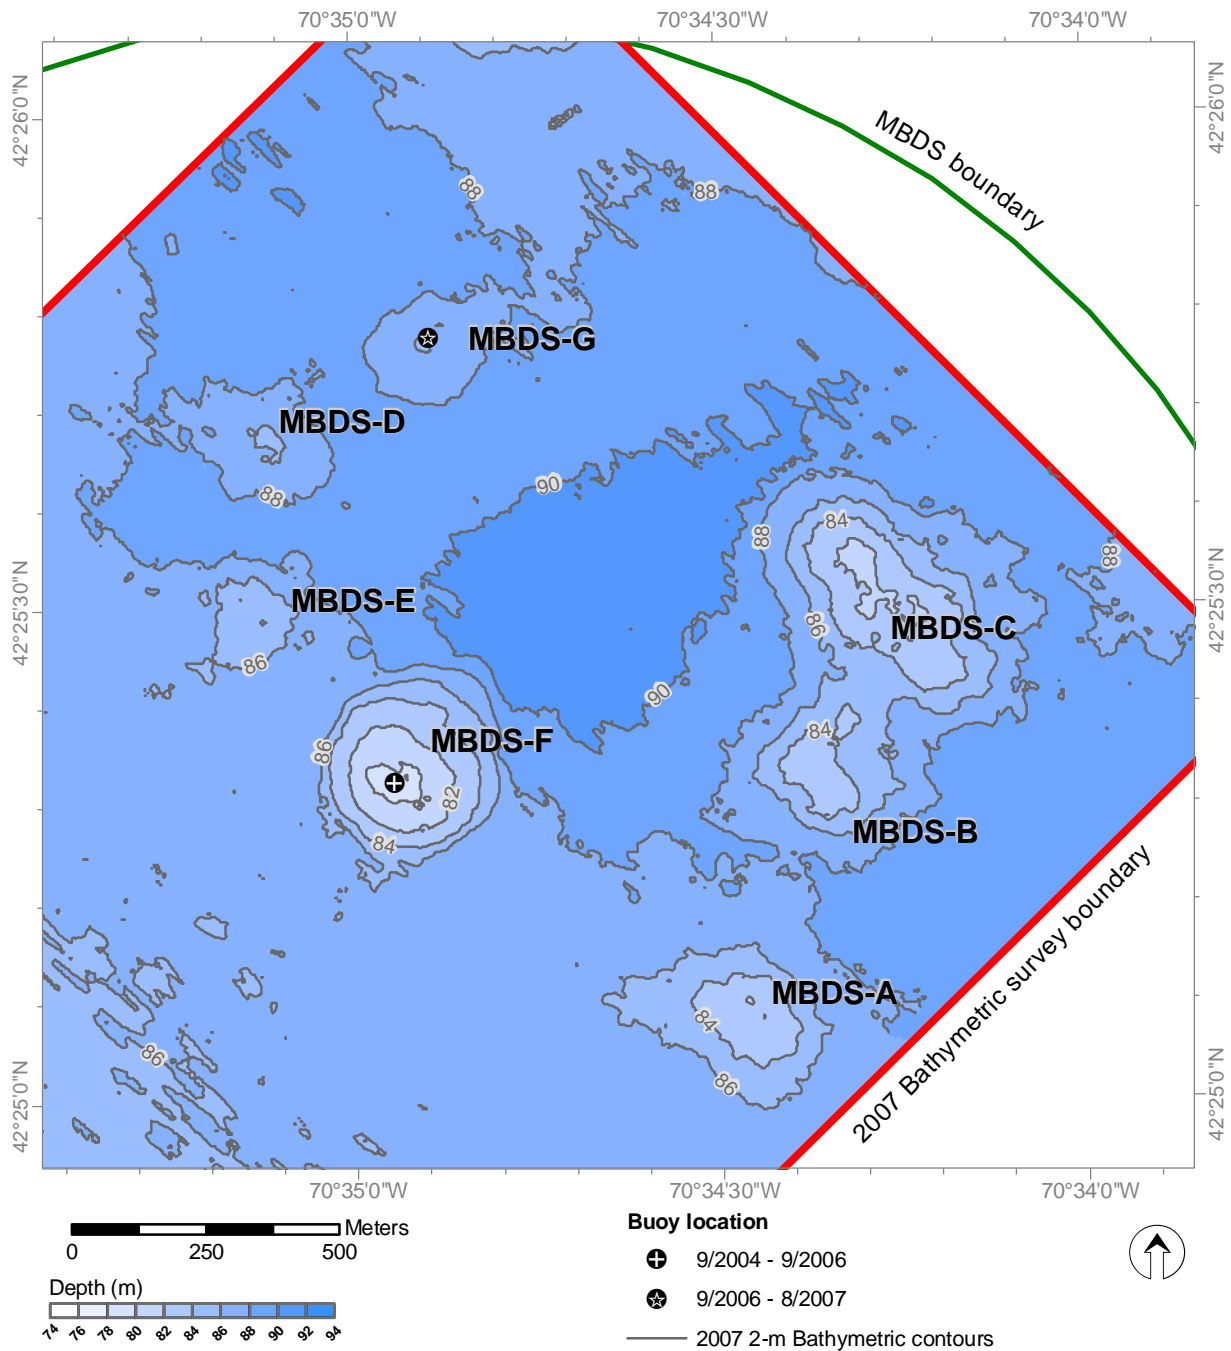 70°35'0"W 70°34'30"W 70°34'0"W
42°26'0"N
42°26'0"N
MBDS boundary
88
88
MBDS-G
MBDS-D
88
90
84
88
88
42°25'30"N
42°25'30"N
MBDS-E
86
MBDS-C
86
90
84
MBDS-F
86
82
84
MBDS-B
2007 Bathymetric survey boundary
MBDS-A
84
86
86
42°25'0"N
42°25'0"N
70°35'0"W 70°34'30"W 70°34'0"W
Meters
0 250 500
Depth (m)
74 76 78 80 82 84 86 88 90 92 94
Buoy location
9/2004 - 9/2006
9/2006 - 8/2007
2007 2-m Bathymetric contours